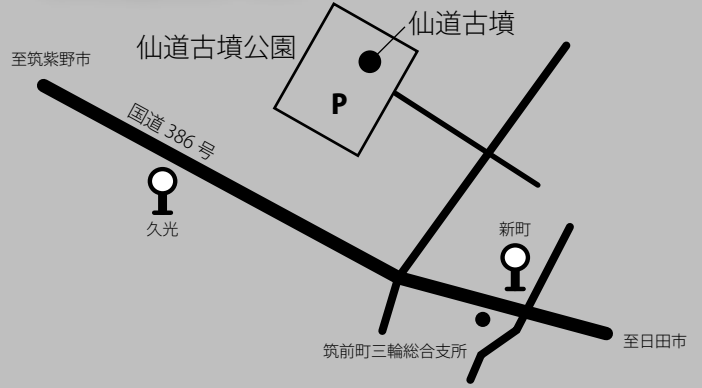 仙道古墳
仙道古墳公園
至筑紫野市
P
国道 386 号
久光
新町
至日田市
筑前町三輪総合支所